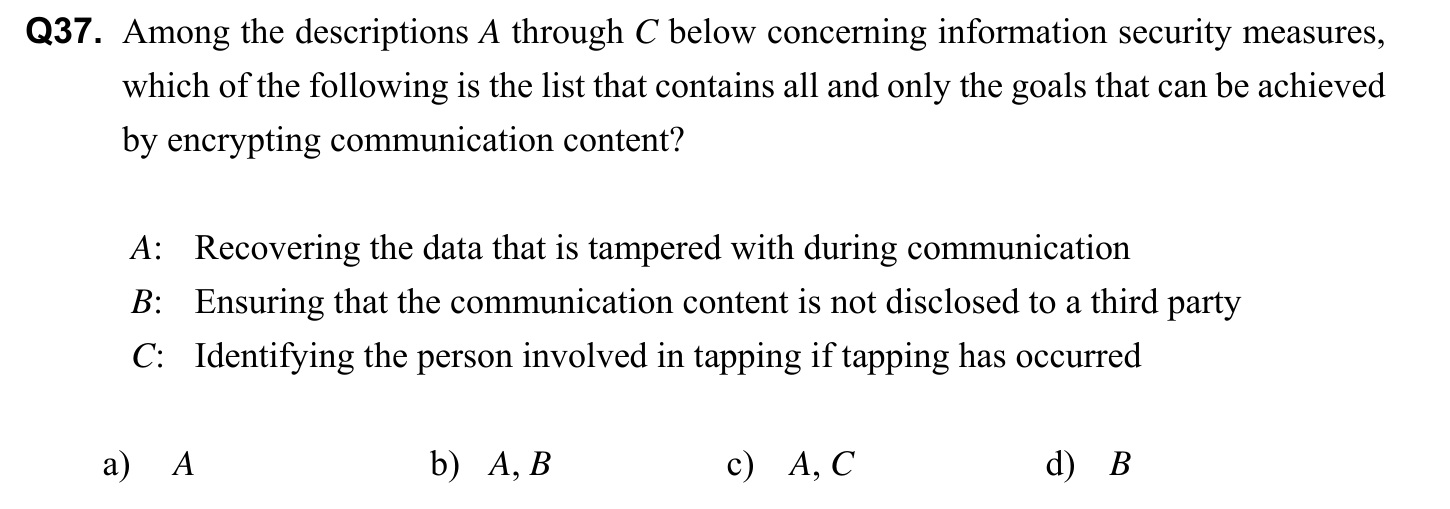 Q37. Among the descriptions A through C below concerning information security measures,
which of the following is the list that contains all and only the goals that can be achieved
by encrypting communication content?
A: Recovering the data that is tampered with during communication
B: Ensuring that the communication content is not disclosed to a third party
C: Identifying the person involved in tapping if tapping has occurred
a) A b) A, B c) A, C d) B